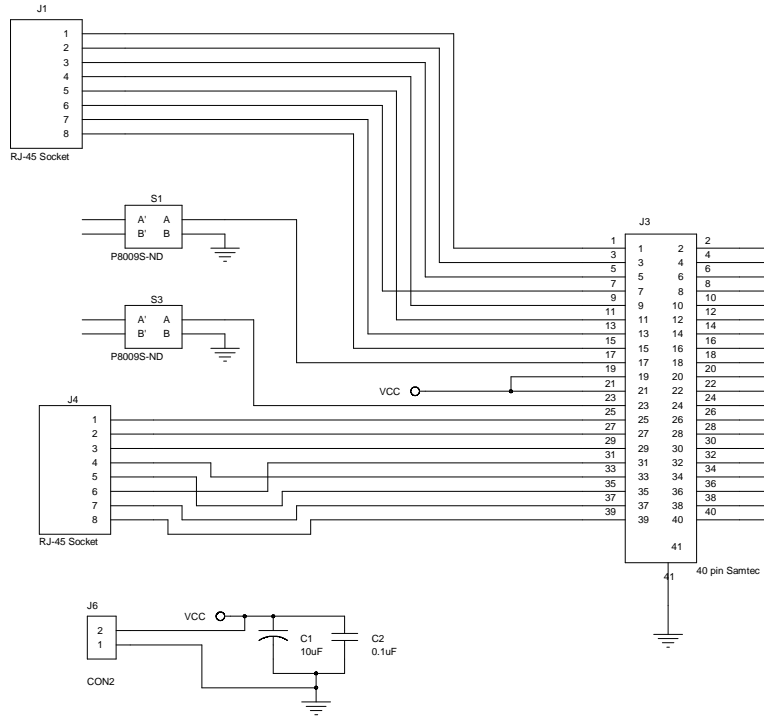 J1
1
2
3
4
5
6
7
8
RJ-45 Socket
S1
A' A
B' B
P8009S-ND
S3
A' A
B' B
P8009S-ND
J3
1 1 2 2
3 3 4 4
5 5 6 6
7 7 8 8
9 9 10 10
11 11 12 12
13 13 14 14
15 15 16 16
17 17 18 18
19 19 20 20
21 21 22 22
23 23 24 24
25 25 26 26
27 27 28 28
29 29 30 30
31 31 32 32
33 33 34 34
35 35 36 36
37 37 38 38
39 39 40 40
41
41
40 pin Samtec
VCC
J4
1
2
3
4
5
6
7
8
RJ-45 Socket
J6
2
1
CON2
VCC
C1
10uF
C2
0.1uF